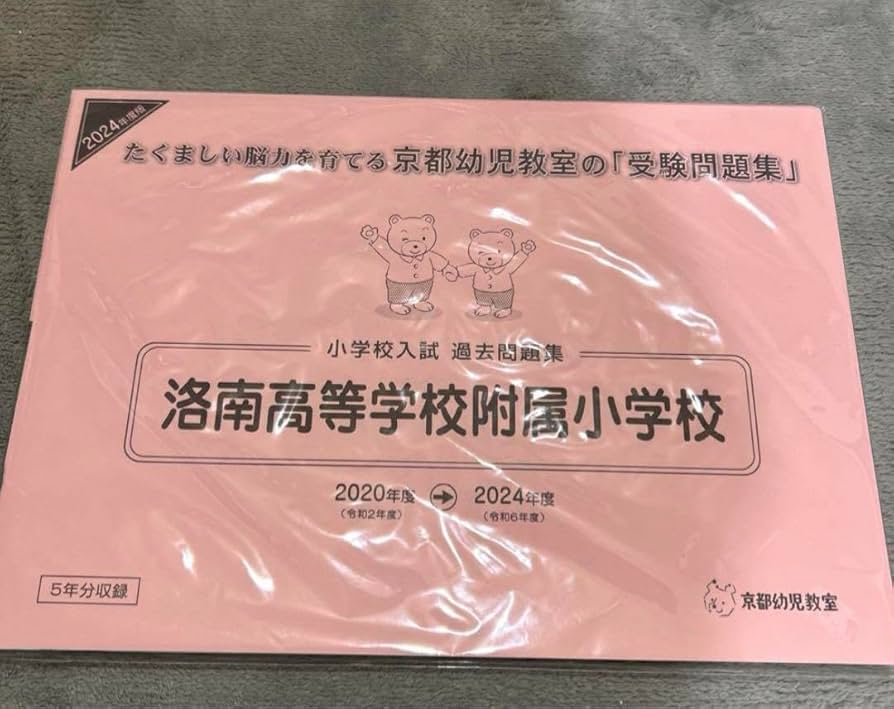 2024年度版
たくましい脳力を育てる 京都幼児教室の「受験問題集」
小学校入試 過去問題集
洛南高等学校附属小学校
2020年度 → 2024年度
(令和2年度) (令和6年度)
5年分収録
京都幼児教室